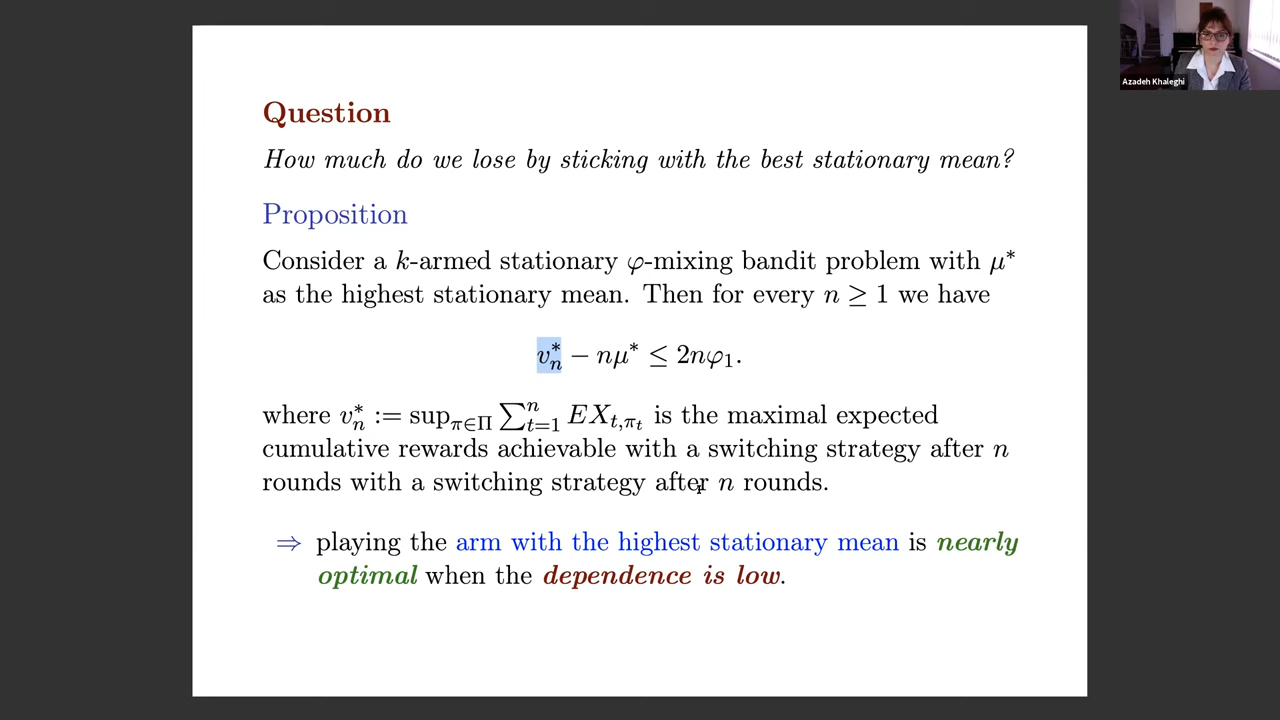 Question
How much do we lose by sticking with the best stationary mean?
Proposition
Consider a k-armed stationary φ-mixing bandit problem with μ*
as the highest stationary mean. Then for every n ≥ 1 we have
v*_n − nμ* ≤ 2nφ_1.
where v*_n := sup_{π∈Π} ∑_{t=1}^{n} EX_{t,π_t} is the maximal expected
cumulative rewards achievable with a switching strategy after n
rounds with a switching strategy after n rounds.
⇒ playing the arm with the highest stationary mean is nearly
optimal when the dependence is low.
Azadeh Khaleghi